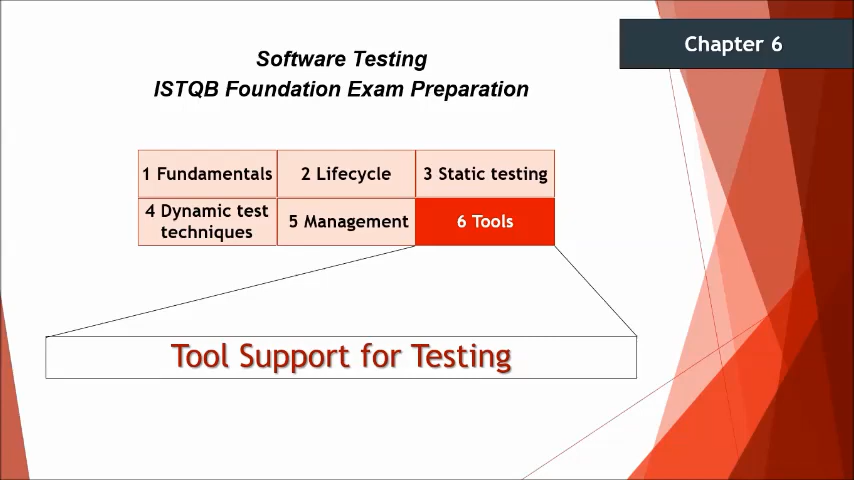 Chapter 6
Software Testing
ISTQB Foundation Exam Preparation
1 Fundamentals
2 Lifecycle
3 Static testing
4 Dynamic test
techniques
5 Management
6 Tools
Tool Support for Testing